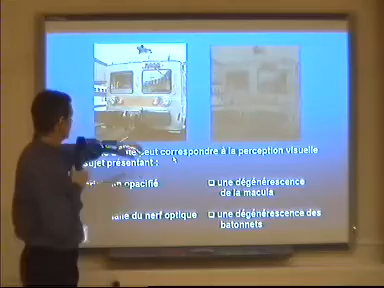 peut correspondre à la perception visuelle
sujet présentant :
opacifié
une dégénérescence
de la macula
du nerf optique
une dégénérescence des
batonnets